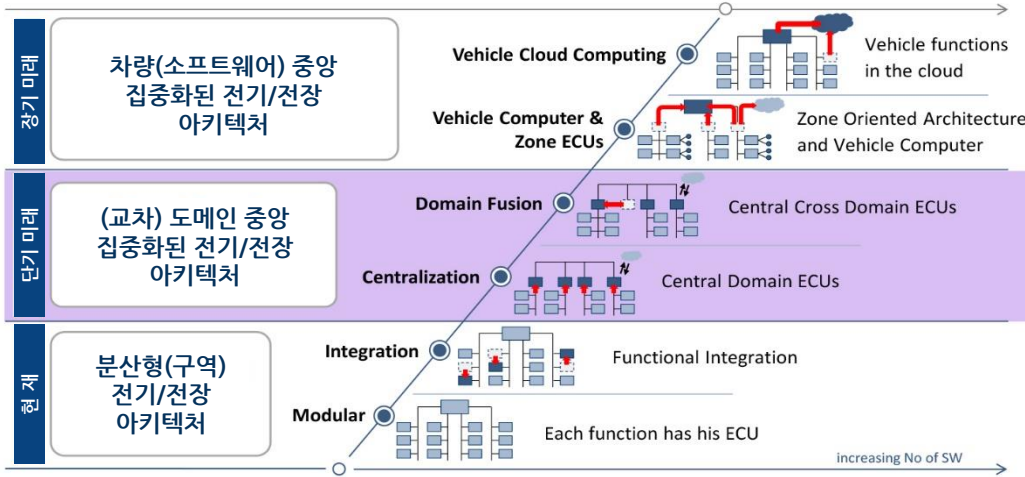 장기 미래
차량(소프트웨어) 중앙
집중화된 전기/전장
아키텍처
Vehicle Cloud Computing
Vehicle functions
in the cloud
Vehicle Computer &
Zone ECUs
Zone Oriented Architecture
and Vehicle Computer
단기 미래
(교차) 도메인 중앙
집중화된 전기/전장
아키텍처
Domain Fusion
Central Cross Domain ECUs
Centralization
Central Domain ECUs
현 재
분산형(구역)
전기/전장
아키텍처
Integration
Functional Integration
Modular
Each function has his ECU
increasing No of SW